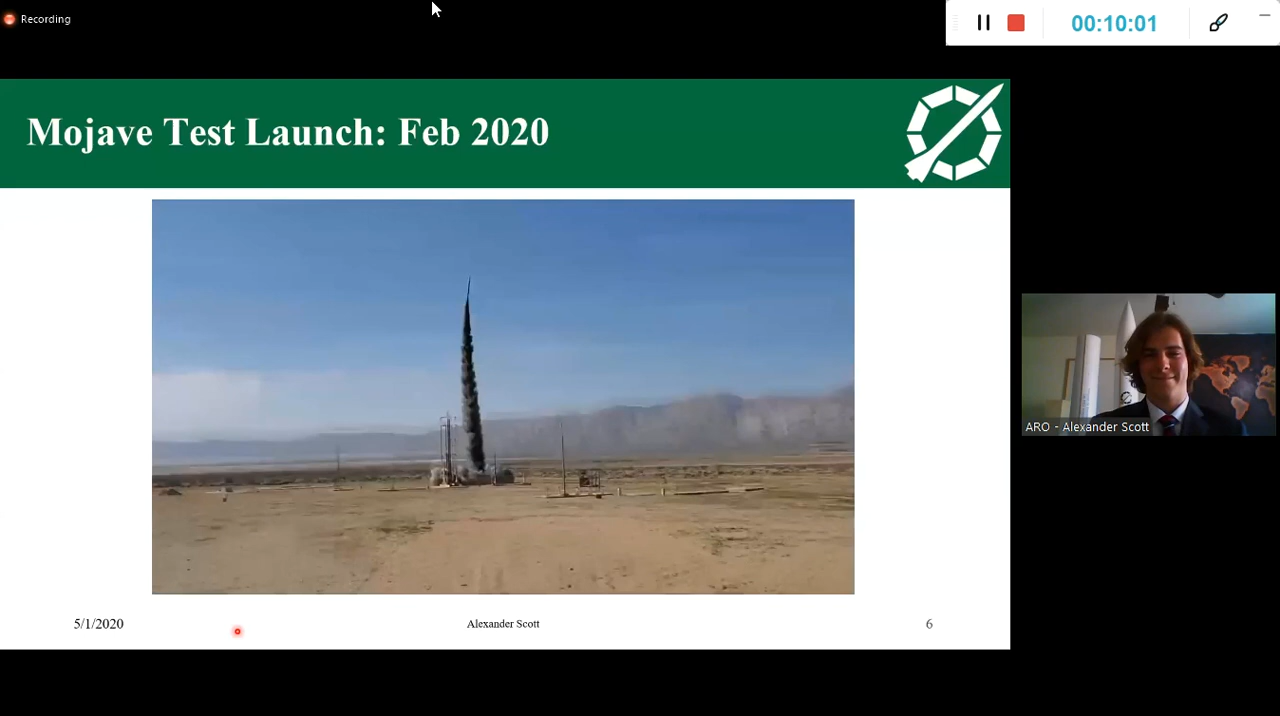 Recording
00:10:01
Mojave Test Launch: Feb 2020
ARO - Alexander Scott
5/1/2020
Alexander Scott
6